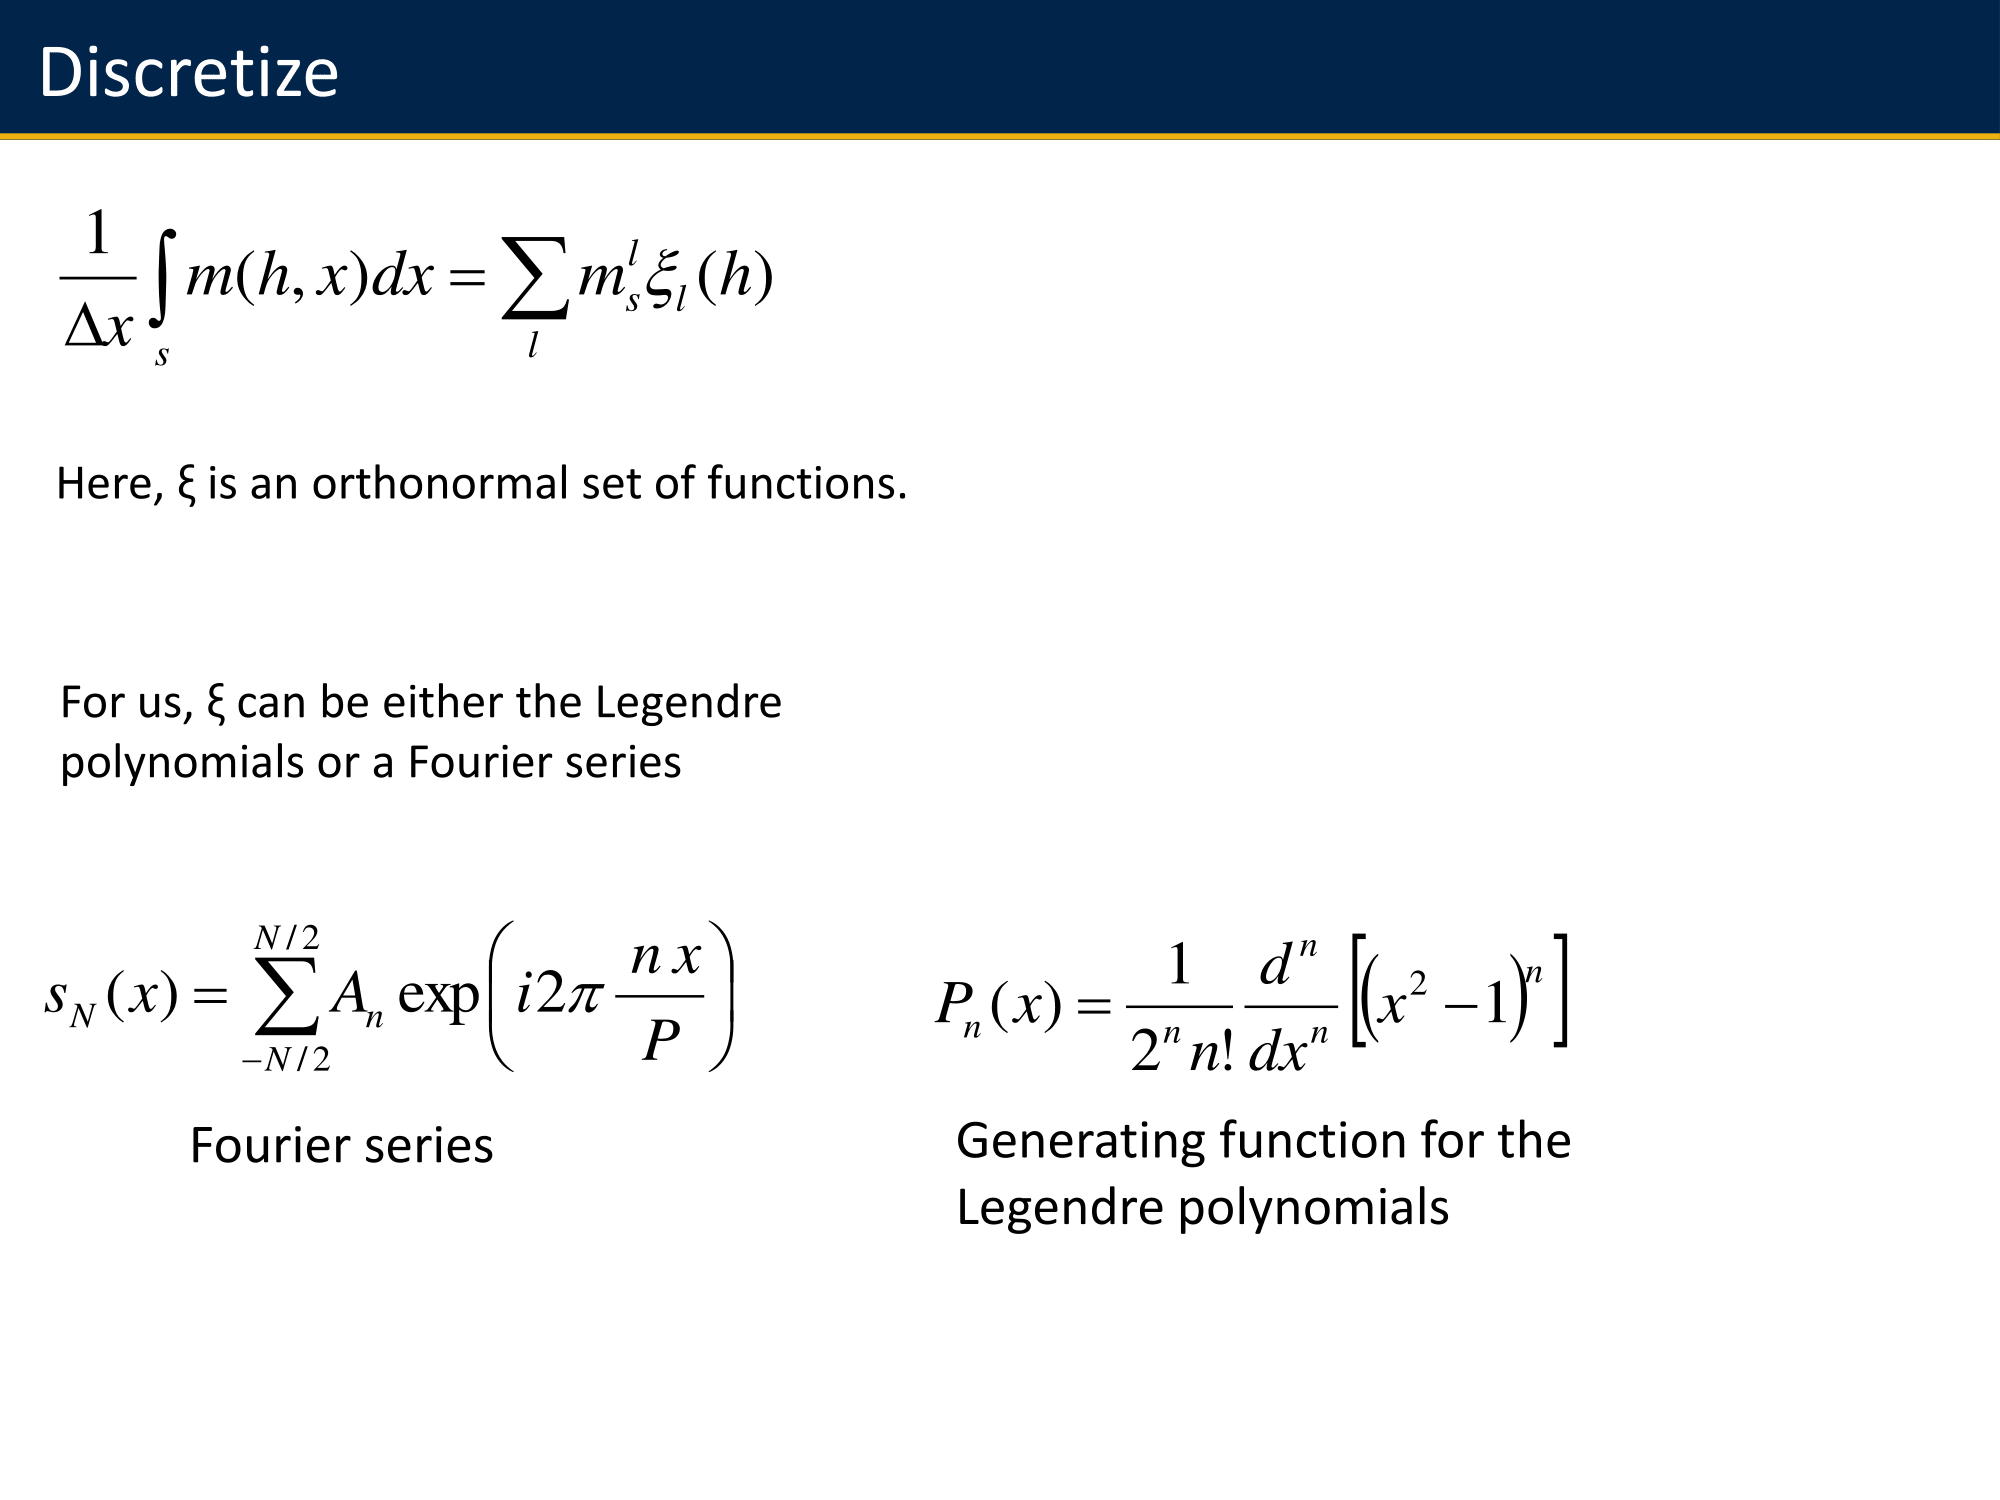 Discretize
\frac{1}{\Delta x} \int_s m(h, x)dx = \sum_l m_s^l \xi_l (h)
Here, ξ is an orthonormal set of functions.
For us, ξ can be either the Legendre
polynomials or a Fourier series
s_N (x) = \sum_{-N/2}^{N/2} A_n \exp\left( i2\pi \frac{n x}{P} \right)
P_n (x) = \frac{1}{2^n n!} \frac{d^n}{dx^n} \left[ \left( x^2 - 1 \right)^n \right]
Fourier series
Generating function for the
Legendre polynomials